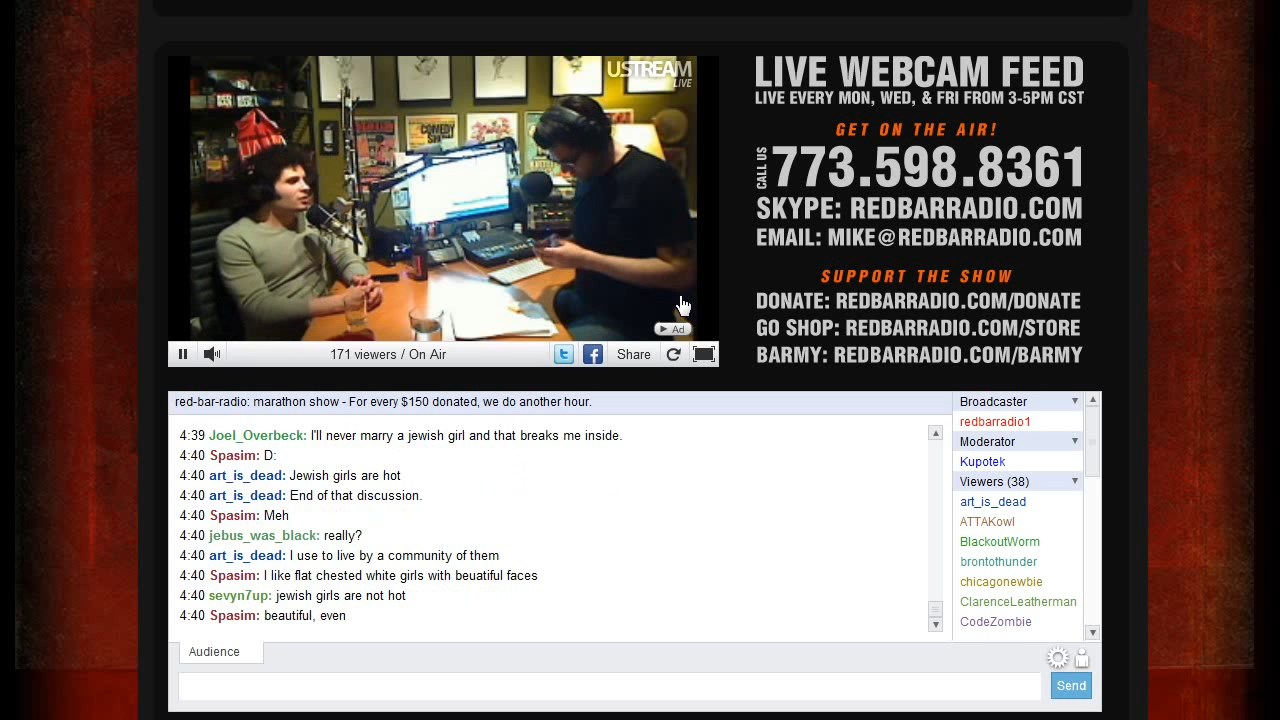 USTREAM
LIVE
COMEDY
SHOW
Ad
171 viewers / On Air
Share
LIVE WEBCAM FEED
LIVE EVERY MON, WED, & FRI FROM 3-5PM CST
GET ON THE AIR!
CALL US 773.598.8361
SKYPE: REDBARRADIO.COM
EMAIL: MIKE@REDBARRADIO.COM
SUPPORT THE SHOW
DONATE: REDBARRADIO.COM/DONATE
GO SHOP: REDBARRADIO.COM/STORE
BARMY: REDBARRADIO.COM/BARMY
red-bar-radio: marathon show - For every $150 donated, we do another hour.
4:39 Joel_Overbeck: I'll never marry a jewish girl and that breaks me inside.
4:40 Spasim: D:
4:40 art_is_dead: Jewish girls are hot
4:40 art_is_dead: End of that discussion.
4:40 Spasim: Meh
4:40 jebus_was_black: really?
4:40 art_is_dead: I use to live by a community of them
4:40 Spasim: I like flat chested white girls with beuatiful faces
4:40 sevyn7up: jewish girls are not hot
4:40 Spasim: beautiful, even
Broadcaster
redbarradio1
Moderator
Kupotek
Viewers (38)
art_is_dead
ATTAKowl
BlackoutWorm
brontothunder
chicagonewbie
ClarenceLeatherman
CodeZombie
Audience
Send